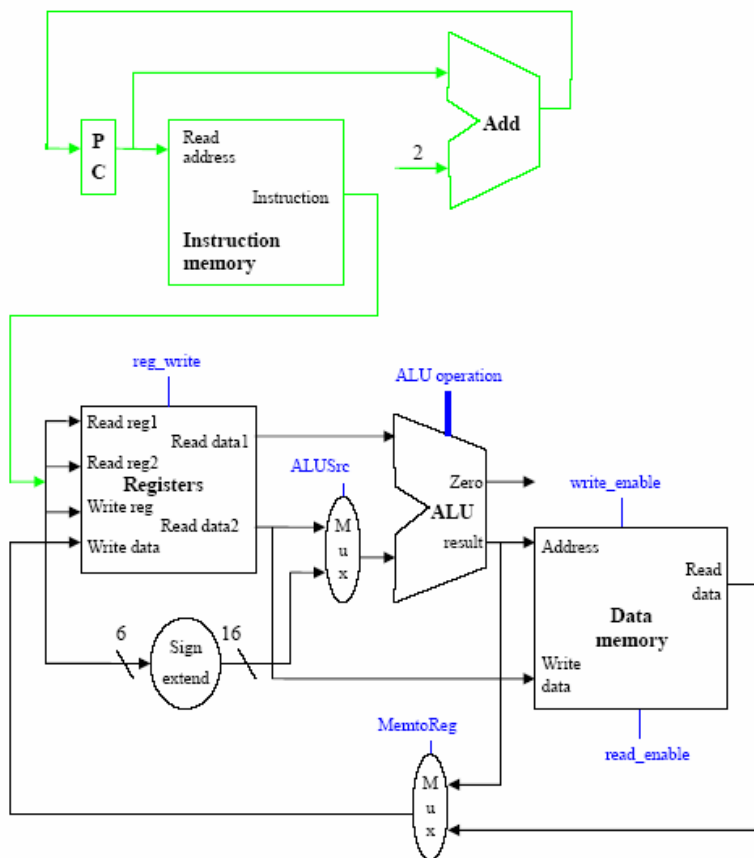 P
C
Read
address
Instruction
Instruction
memory
Add
2
reg_write
ALU operation
Read reg1
Read data1
Read reg2
Registers
Write reg
Read data2
Write data
ALUSrc
M
u
x
Zero
ALU
result
write_enable
Address
Read
data
Data
memory
Write
data
read_enable
6
Sign
extend
16
MemtoReg
M
u
x